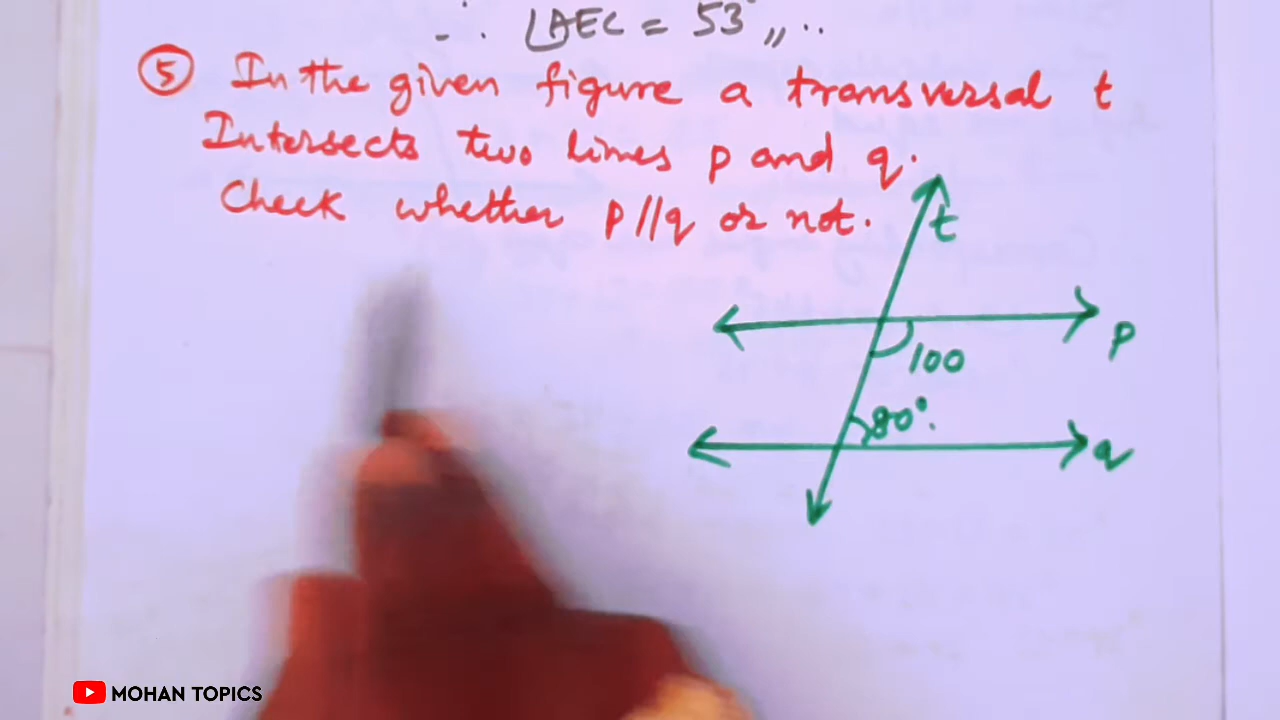 ∴ ∠AEC = 53° ,, ..
5 In the given figure a transversal t
Intersects two lines p and q.
Check whether p//q or not.
t
p
100
80°.
q
MOHAN TOPICS